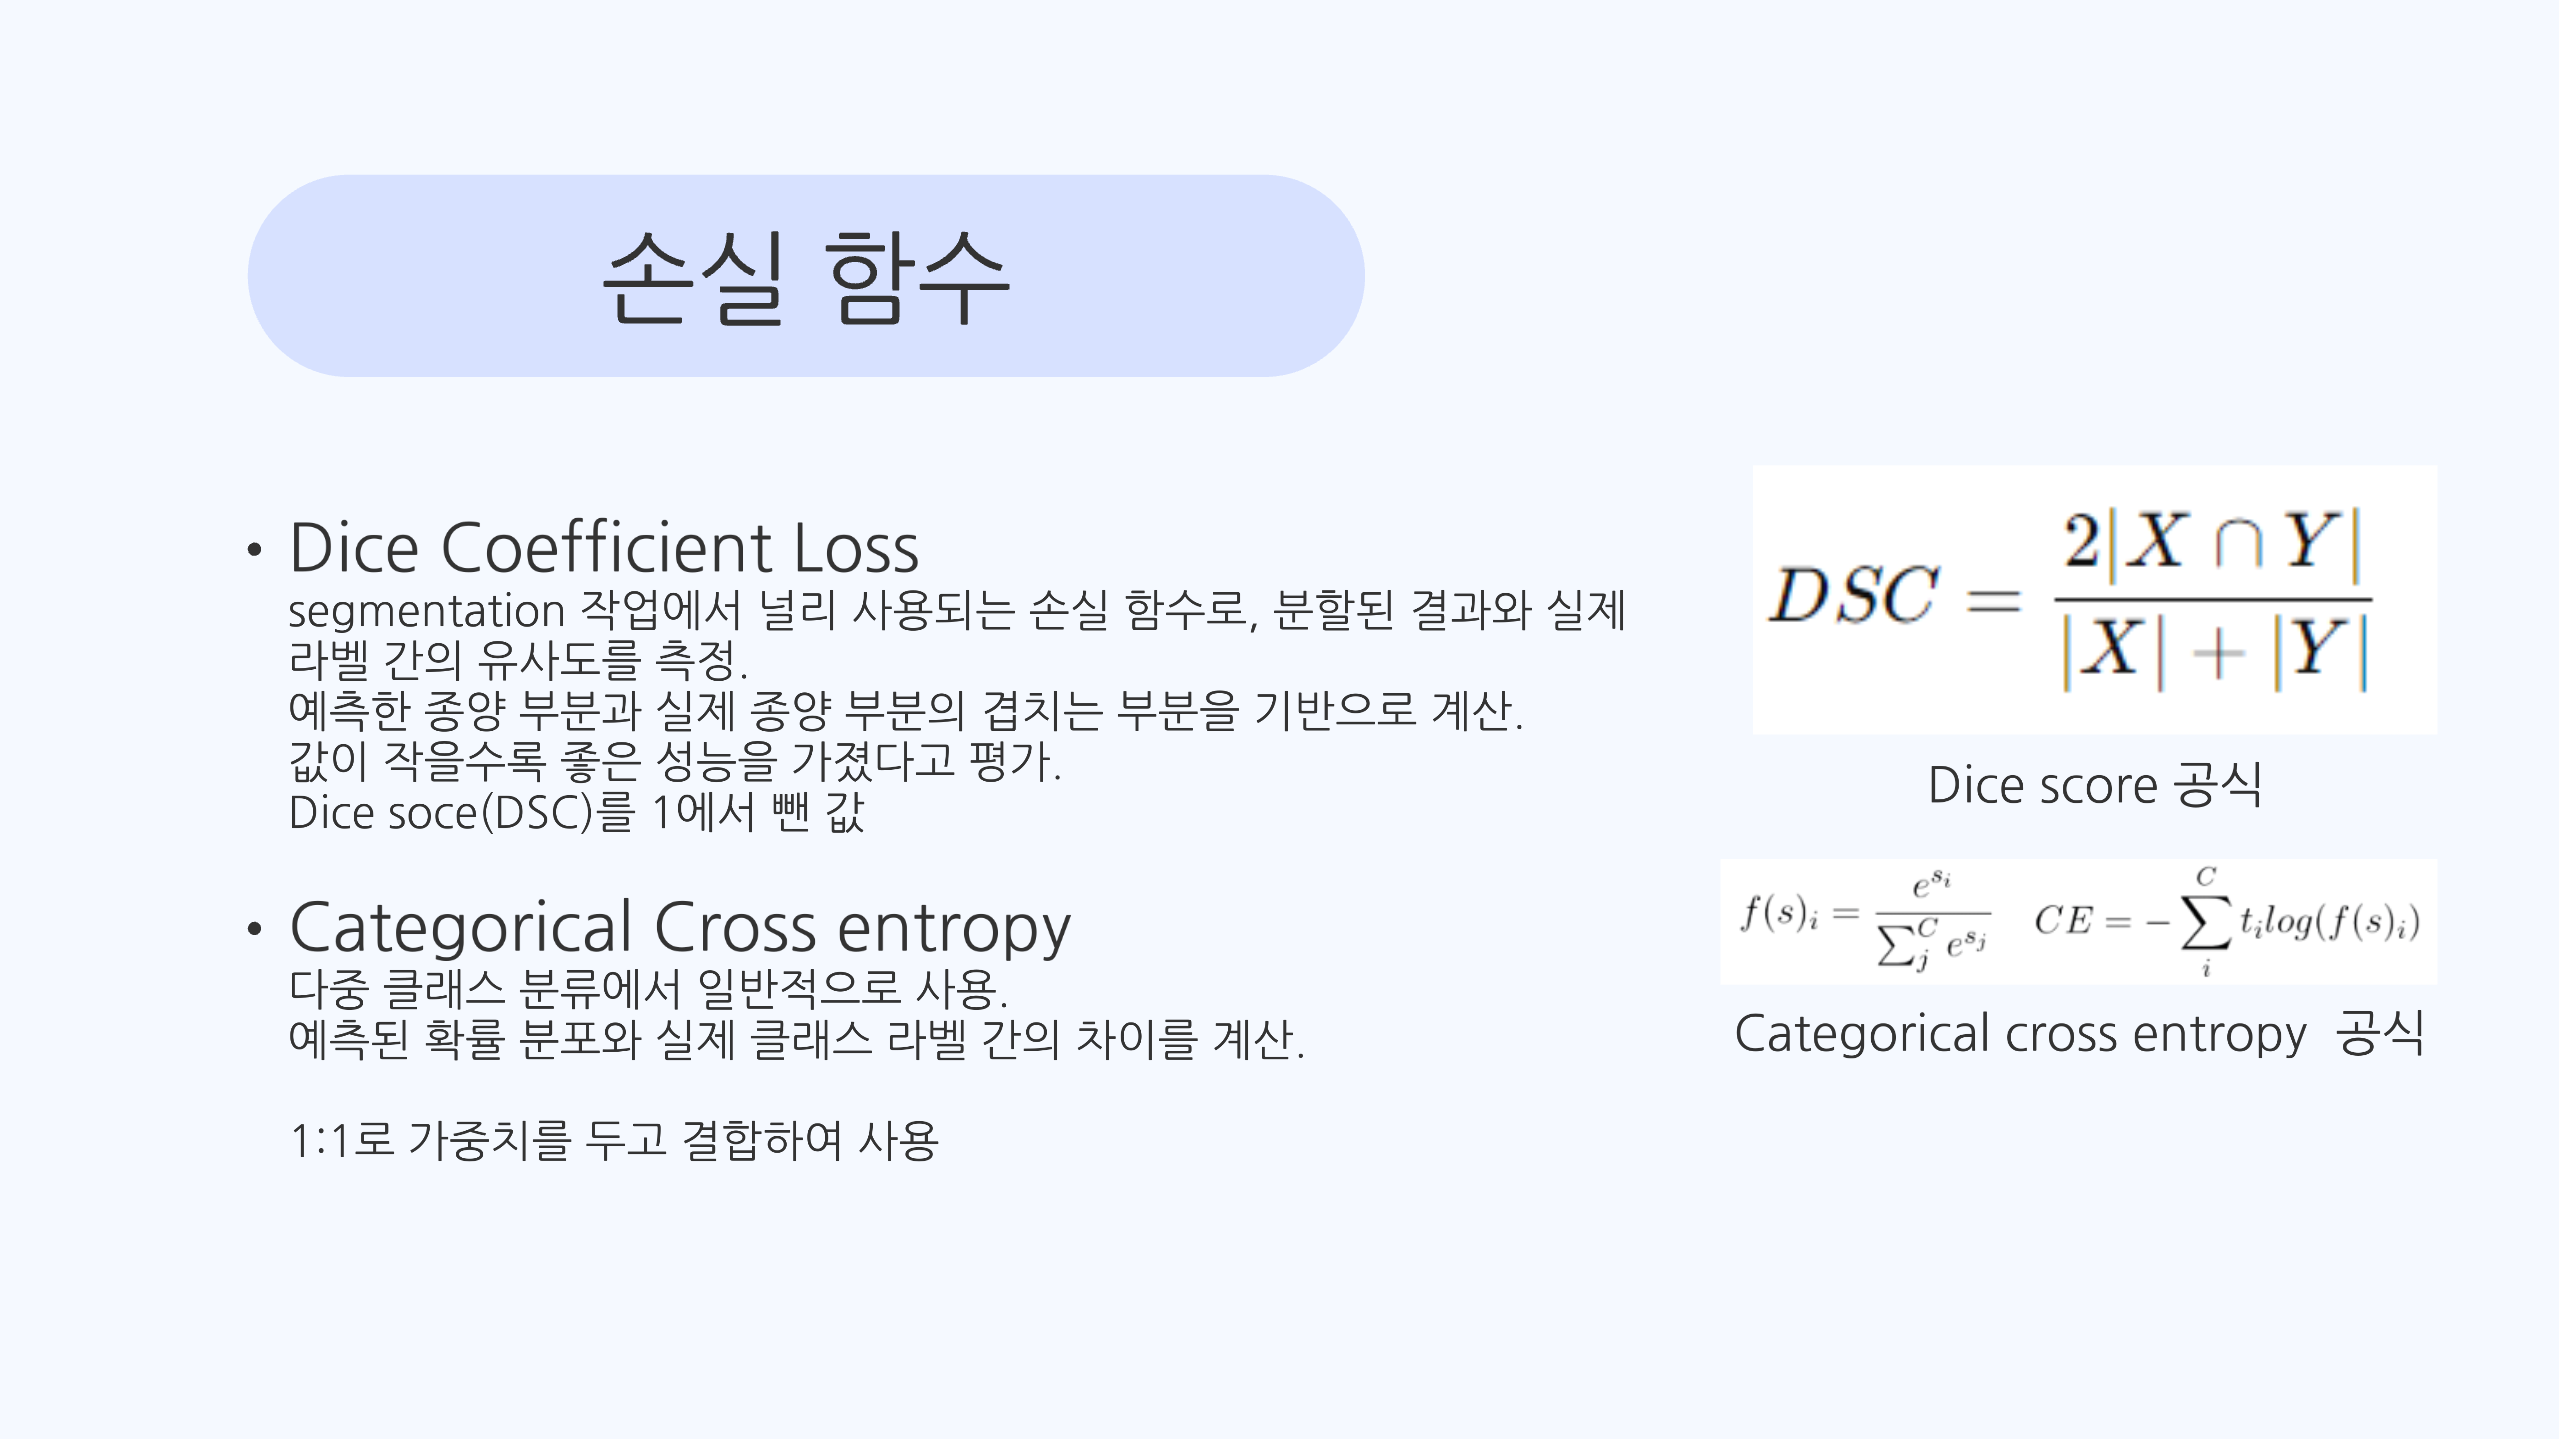 손실 함수
• Dice Coefficient Loss
segmentation 작업에서 널리 사용되는 손실 함수로, 분할된 결과와 실제
라벨 간의 유사도를 측정.
예측한 종양 부분과 실제 종양 부분의 겹치는 부분을 기반으로 계산.
값이 작을수록 좋은 성능을 가졌다고 평가.
Dice soce(DSC)를 1에서 뺀 값
• Categorical Cross entropy
다중 클래스 분류에서 일반적으로 사용.
예측된 확률 분포와 실제 클래스 라벨 간의 차이를 계산.
1:1로 가중치를 두고 결합하여 사용
DSC = \frac{2|X ∩ Y|}{|X| + |Y|}
Dice score 공식
f(s)_i = \frac{e^{s_i}}{\sum_j^C e^{s_j}} CE = -\sum_i^C t_i log(f(s)_i)
Categorical cross entropy 공식